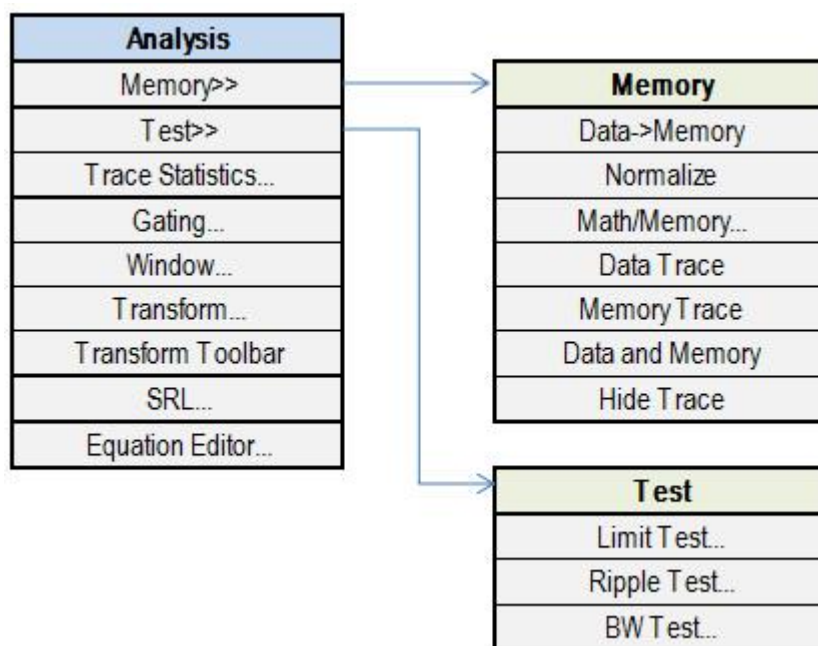 Analysis
Memory>>
Test>>
Trace Statistics...
Gating...
Window...
Transform...
Transform Toolbar
SRL...
Equation Editor...
Memory
Data->Memory
Normalize
Math/Memory...
Data Trace
Memory Trace
Data and Memory
Hide Trace
Test
Limit Test...
Ripple Test...
BW Test...